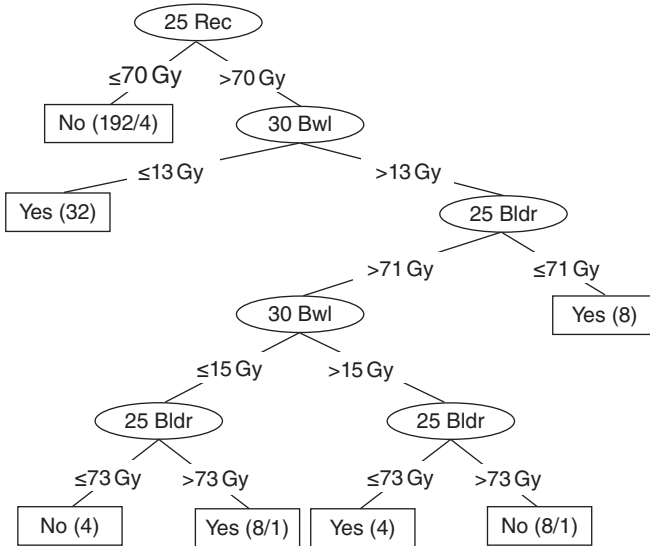 25 Rec
≤70 Gy
>70 Gy
No (192/4)
30 Bwl
≤13 Gy
>13 Gy
Yes (32)
25 Bldr
>71 Gy
≤71 Gy
30 Bwl
Yes (8)
≤15 Gy
>15 Gy
25 Bldr
25 Bldr
≤73 Gy
>73 Gy
≤73 Gy
>73 Gy
No (4)
Yes (8/1)
Yes (4)
No (8/1)